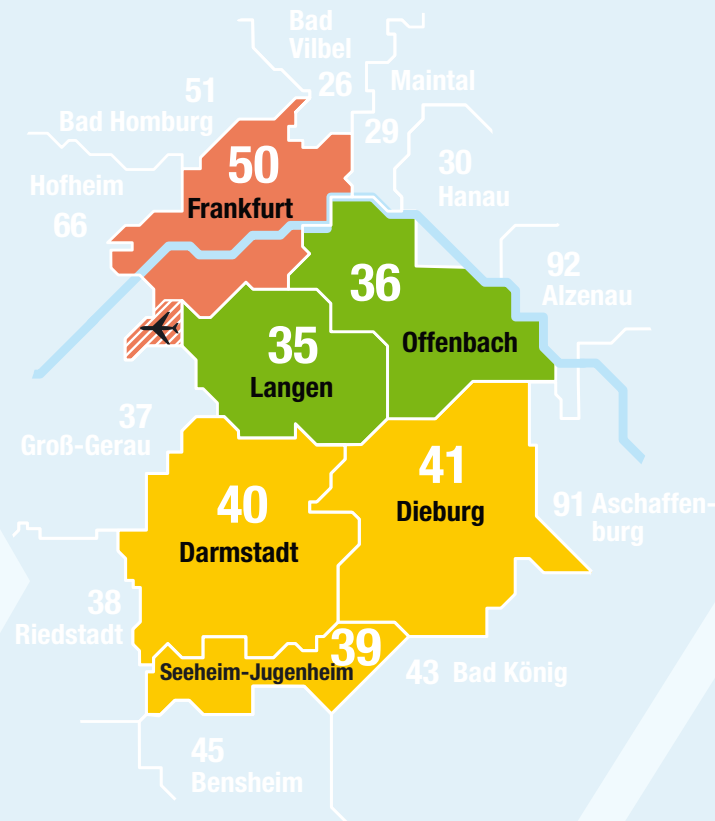 Bad
Vilbel
26
51
Bad Homburg
Maintal
29
50
Frankfurt
30
Hanau
Hofheim
66
36
Offenbach
92
Alzenau
35
Langen
37
Groß-Gerau
41
Dieburg
40
Darmstadt
91 Aschaffen-
burg
38
Riedstadt
39
Seeheim-Jugenheim
43 Bad König
45
Bensheim